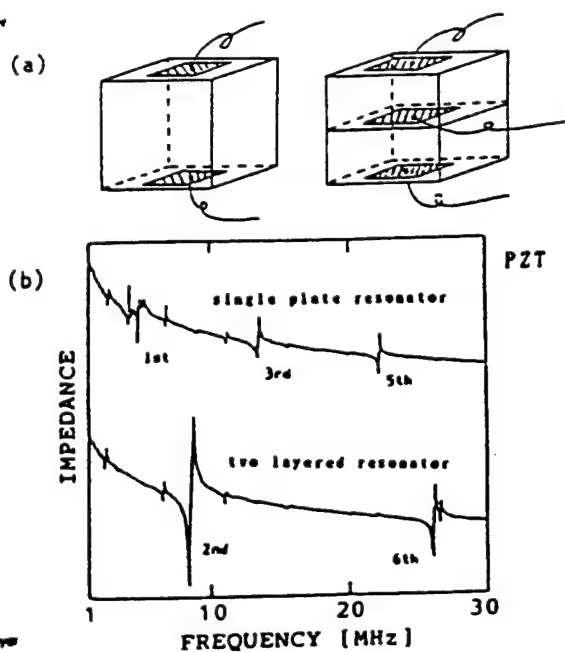 (a)
(b)
PZT
single plate resonator
1st
3rd
5th
IMPEDANCE
two layered resonator
2nd
6th
1 10 20 30
FREQUENCY [MHz]